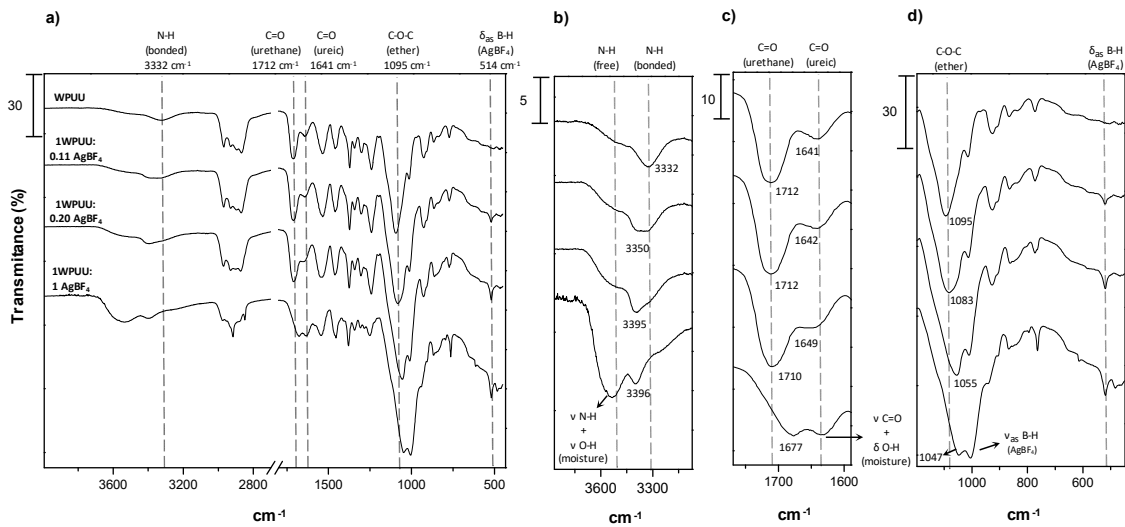 a)
N-H
(bonded)
3332 cm-1
C=O
(urethane)
1712 cm-1
C=O
(ureic)
1641 cm-1
C-O-C
(ether)
1095 cm-1
δas B-H
(AgBF4)
514 cm-1
30
WPUU
1WPUU:
0.11 AgBF4
1WPUU:
0.20 AgBF4
1WPUU:
1 AgBF4
Transmitance (%)
3600
3200
2800
1500
1000
500
cm-1
b)
N-H
(free)
N-H
(bonded)
5
3332
3350
3395
3396
ν N-H
+
ν O-H
(moisture)
3600
3300
cm-1
c)
C=O
(urethane)
C=O
(ureic)
10
1641
1712
1642
1712
1649
1710
1677
ν C=O
+
δ O-H
(moisture)
1700
1600
cm-1
d)
C-O-C
(ether)
δas B-H
(AgBF4)
30
1095
1083
1055
1047
νas B-H
(AgBF4)
1000
800
600
cm-1